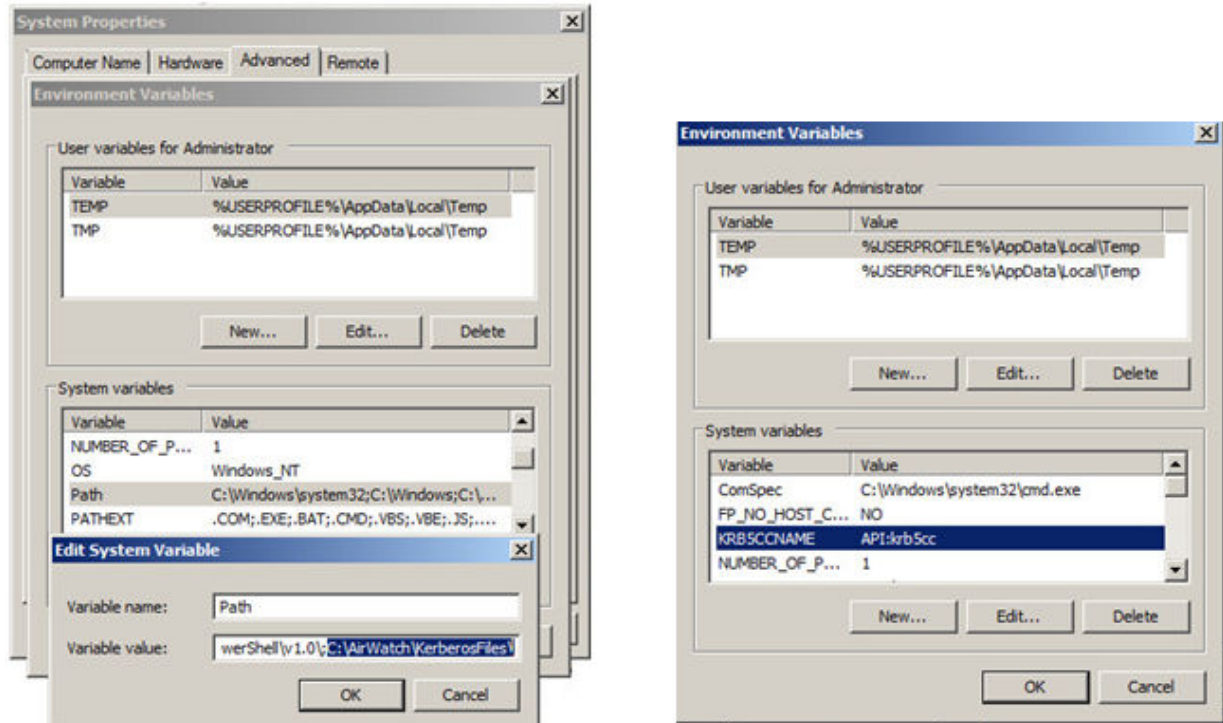 System Properties
Computer Name Hardware Advanced Remote
Environment Variables
User variables for Administrator
Variable Value
TEMP %USERPROFILE%\AppData\Local\Temp
TMP %USERPROFILE%\AppData\Local\Temp
New... Edit... Delete
System variables
Variable Value
NUMBER_OF_P... 1
OS Windows_NT
Path C:\Windows\system32;C:\Windows;C:\...
PATHEXT .COM;.EXE;.BAT;.CMD;.VBS;.VBE;.JS;....
Edit System Variable
Variable name: Path
Variable value: werShell\v1.0\;C:\AirWatch\KerberosFiles\
OK Cancel
Environment Variables
User variables for Administrator
Variable Value
TEMP %USERPROFILE%\AppData\Local\Temp
TMP %USERPROFILE%\AppData\Local\Temp
New... Edit... Delete
System variables
Variable Value
ComSpec C:\Windows\system32\cmd.exe
FP_NO_HOST_C... NO
KRB5CCNAME API:krb5cc
NUMBER_OF_P... 1
New... Edit... Delete
OK Cancel